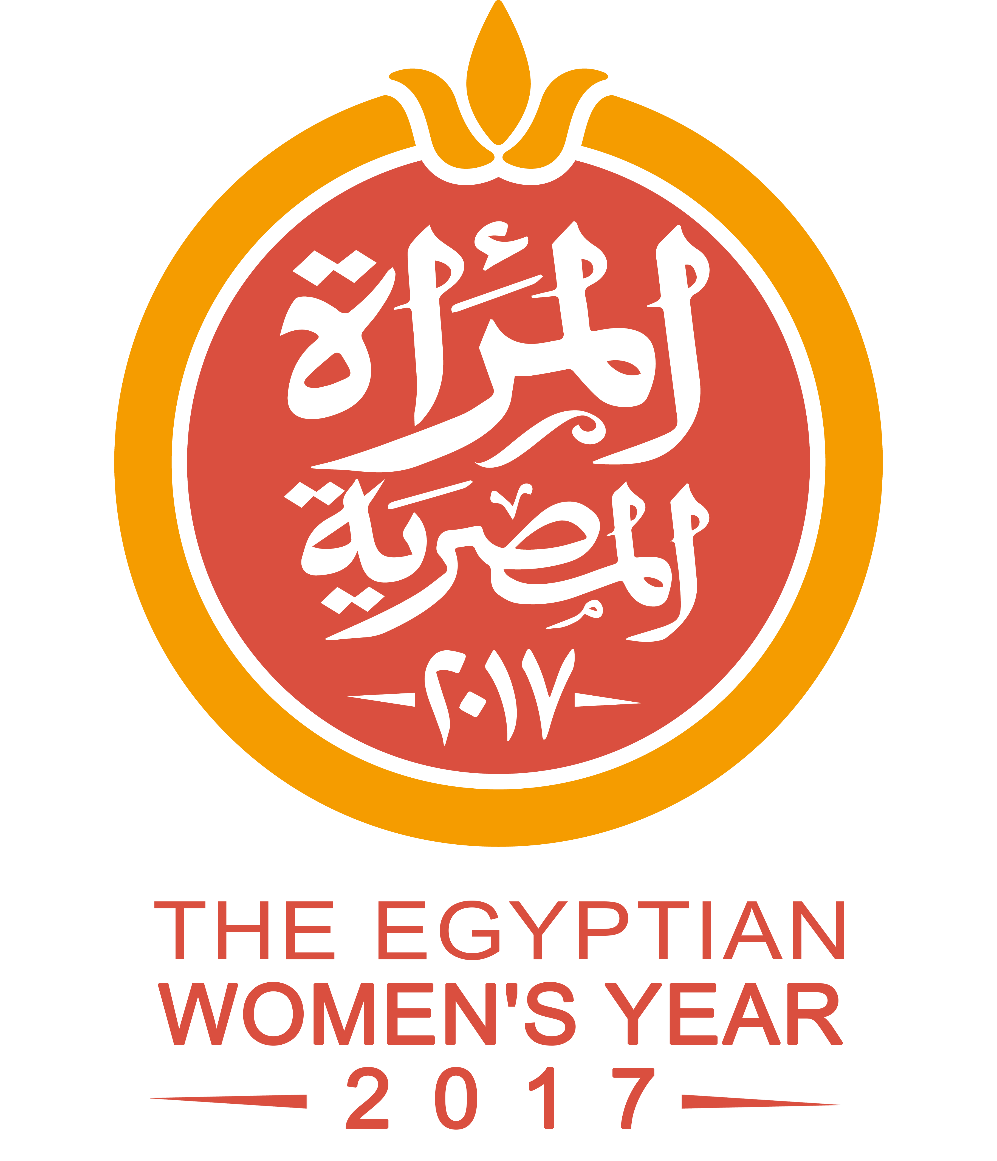 المرأة
المصرية
٢٠١٧
THE EGYPTIAN
WOMEN'S YEAR
2017